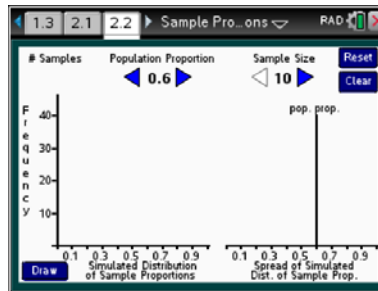 1.3 2.1 2.2 Sample Pro...ons RAD
# Samples Population Proportion Sample Size Reset
0.6 10 Clear
Frequency
pop. prop.
40
30
20
10
0.1 0.3 0.5 0.7 0.9 0.1 0.3 0.5 0.7 0.9
Draw Simulated Distribution Spread of Simulated
of Sample Proportions Dist. of Sample Prop.